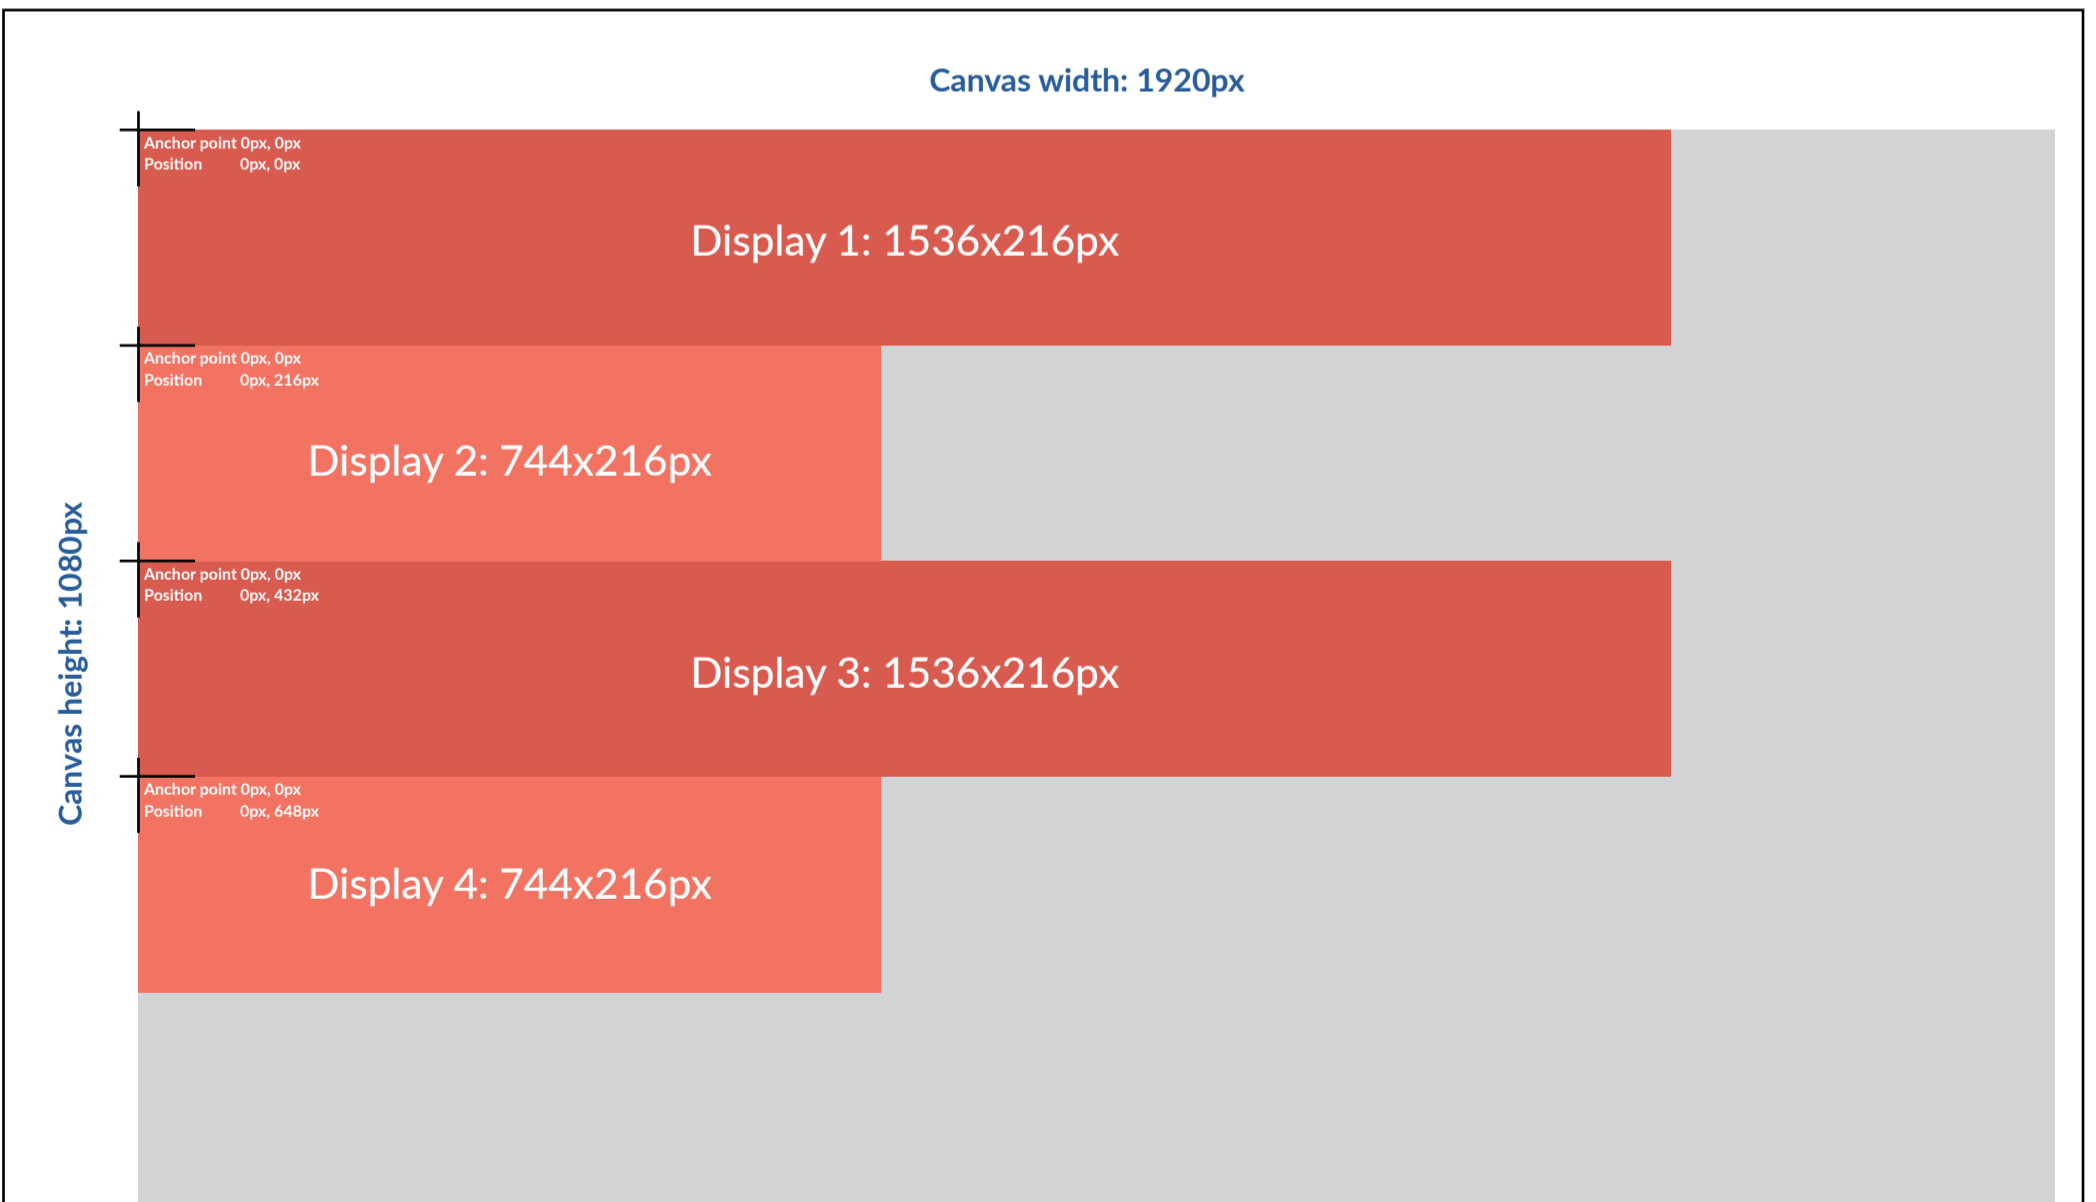 Canvas width: 1920px
Anchor point 0px, 0px
Position 0px, 0px
Display 1: 1536x216px
Anchor point 0px, 0px
Position 0px, 216px
Display 2: 744x216px
Canvas height: 1080px
Anchor point 0px, 0px
Position 0px, 432px
Display 3: 1536x216px
Anchor point 0px, 0px
Position 0px, 648px
Display 4: 744x216px